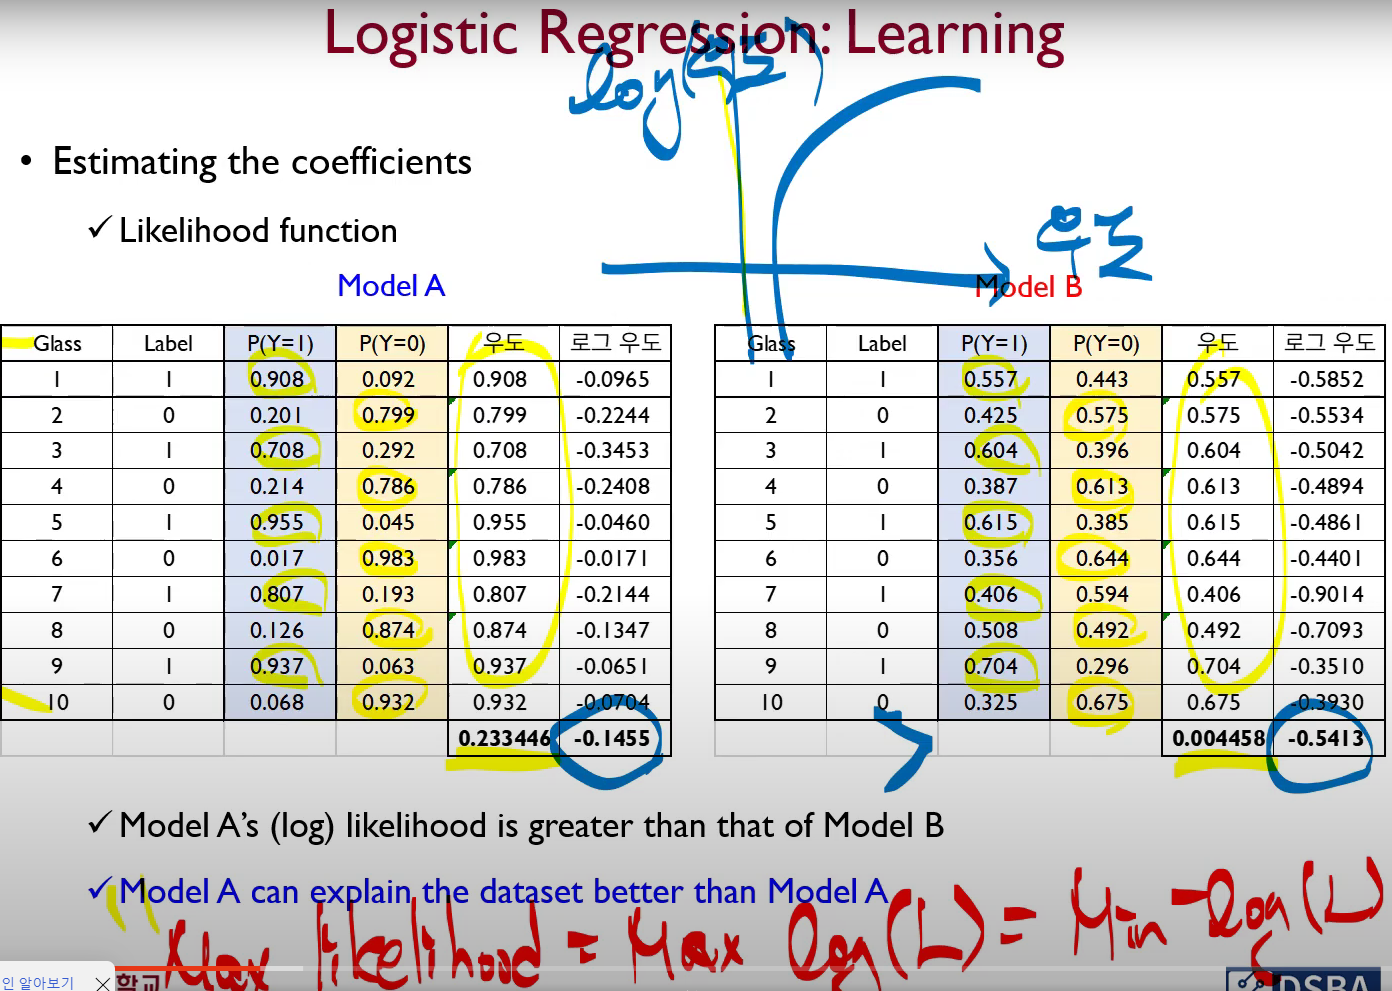 Logistic Regression: Learning
log(우도)
• Estimating the coefficients
✓ Likelihood function
우도
Model A
Model B
Glass Label P(Y=1) P(Y=0) 우도 로그 우도
1 1 0.908 0.092 0.908 -0.0965
2 0 0.201 0.799 0.799 -0.2244
3 1 0.708 0.292 0.708 -0.3453
4 0 0.214 0.786 0.786 -0.2408
5 1 0.955 0.045 0.955 -0.0460
6 0 0.017 0.983 0.983 -0.0171
7 1 0.807 0.193 0.807 -0.2144
8 0 0.126 0.874 0.874 -0.1347
9 1 0.937 0.063 0.937 -0.0651
10 0 0.068 0.932 0.932 -0.0704
0.233446 -0.1455
Glass Label P(Y=1) P(Y=0) 우도 로그 우도
1 1 0.557 0.443 0.557 -0.5852
2 0 0.425 0.575 0.575 -0.5534
3 1 0.604 0.396 0.604 -0.5042
4 0 0.387 0.613 0.613 -0.4894
5 1 0.615 0.385 0.615 -0.4861
6 0 0.356 0.644 0.644 -0.4401
7 1 0.406 0.594 0.406 -0.9014
8 0 0.508 0.492 0.492 -0.7093
9 1 0.704 0.296 0.704 -0.3510
10 0 0.325 0.675 0.675 -0.3930
0.004458 -0.5413
✓ Model A's (log) likelihood is greater than that of Model B
✓ Model A can explain the dataset better than Model A
Max likelihood = Max log(L) = Min -log(L)
인 알아보기
학교
DSBA